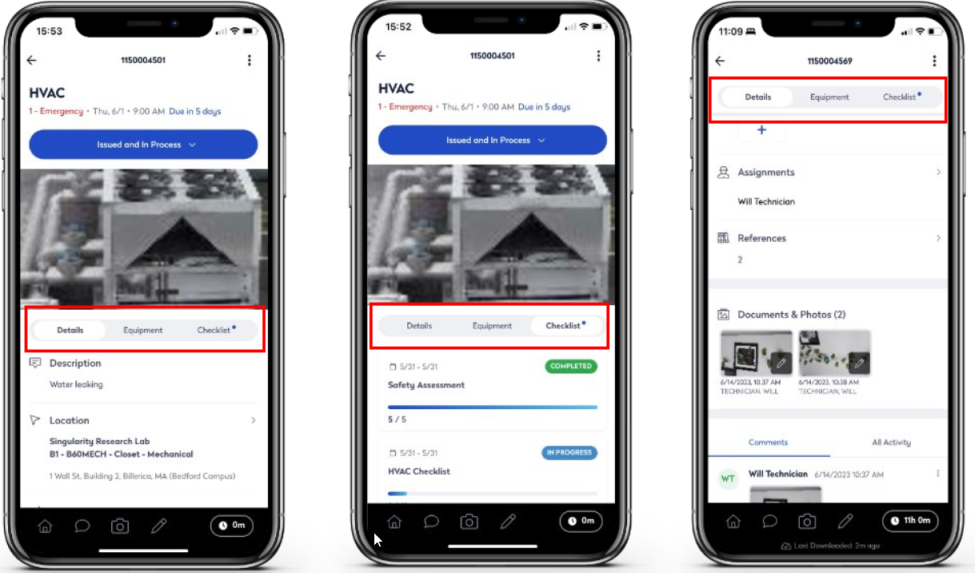 15:53
1150004501
HVAC
1 - Emergency • Thu, 6/1 • 9:00 AM Due in 5 days
Issued and In Process
Details Equipment Checklist
Description
Water leaking
Location
Singularity Research Lab
B1 - B60MECH - Closet - Mechanical
1 Wall St, Building 2, Billerica, MA (Bedford Campus)
0m
15:52
1150004501
HVAC
1 - Emergency • Thu, 6/1 • 9:00 AM Due in 5 days
Issued and In Process
Details Equipment Checklist
5/31 - 5/31 COMPLETED
Safety Assessment
5 / 5
5/31 - 5/31 IN PROGRESS
HVAC Checklist
0m
11:09
1150004569
Details Equipment Checklist
+
Assignments
Will Technician
References
2
Documents & Photos (2)
6/14/2023, 10:37 AM 6/14/2023, 10:38 AM
TECHNICIAN, WILL TECHNICIAN, WILL
Comments All Activity
WT Will Technician 6/14/2023 10:37 AM
11h 0m
Last Downloaded: 2m ago